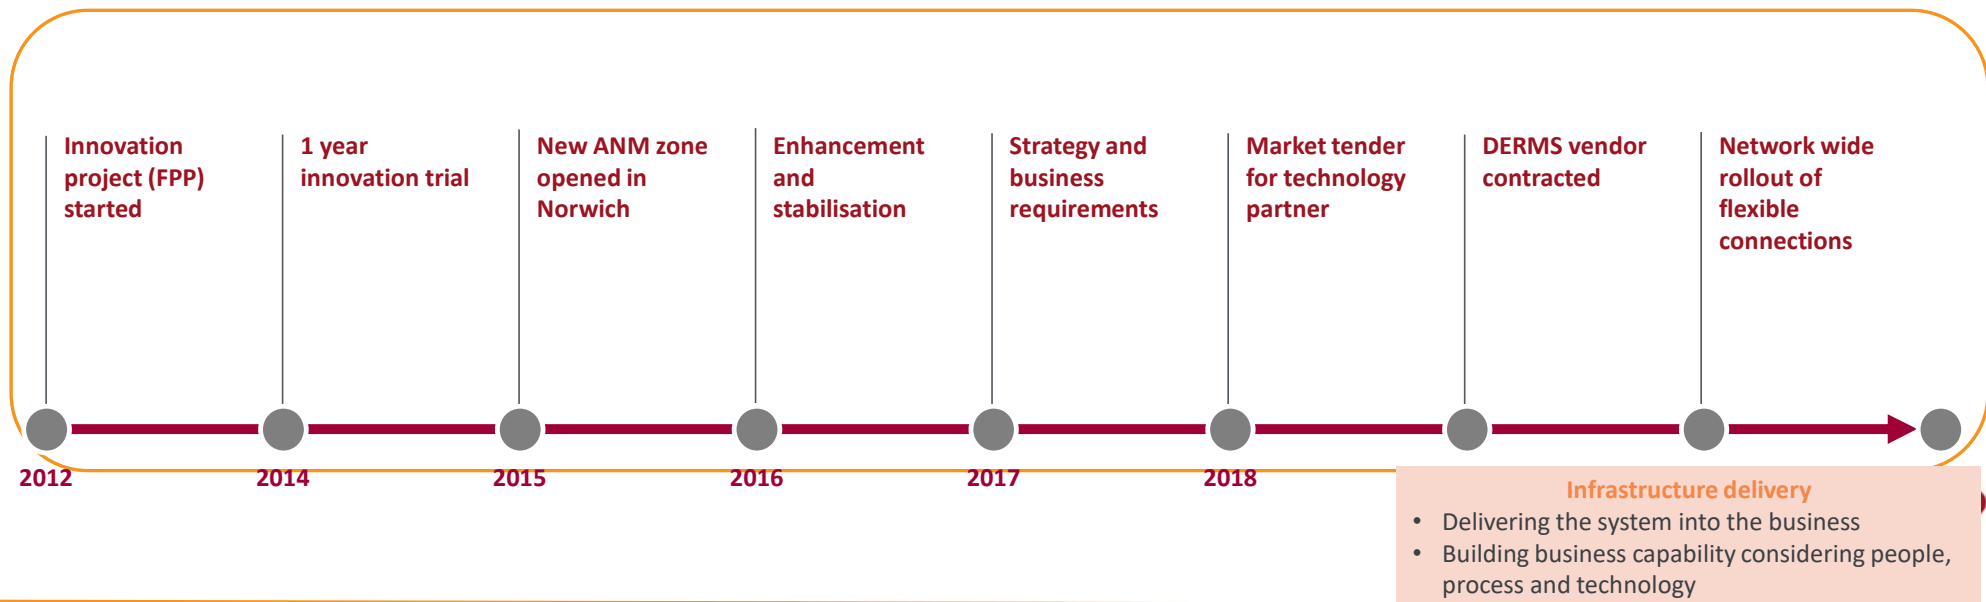 Innovation
project (FPP)
started
1 year
innovation trial
New ANM zone
opened in
Norwich
Enhancement
and
stabilisation
Strategy and
business
requirements
Market tender
for technology
partner
DERMS vendor
contracted
Network wide
rollout of
flexible
connections
2012
2014
2015
2016
2017
2018
Infrastructure delivery
• Delivering the system into the business
• Building business capability considering people,
process and technology